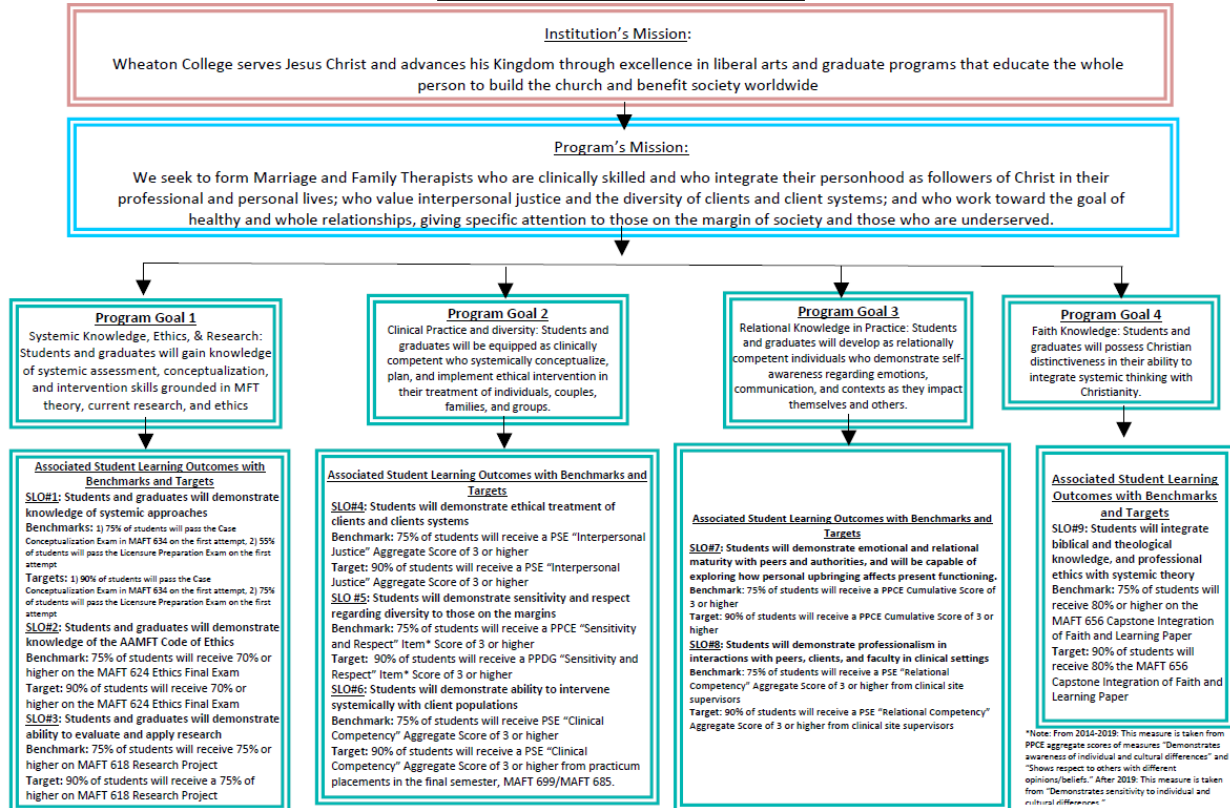 Institution's Mission:
Wheaton College serves Jesus Christ and advances his Kingdom through excellence in liberal arts and graduate programs that educate the whole
person to build the church and benefit society worldwide
Program's Mission:
We seek to form Marriage and Family Therapists who are clinically skilled and who integrate their personhood as followers of Christ in their
professional and personal lives; who value interpersonal justice and the diversity of clients and client systems; and who work toward the goal of
healthy and whole relationships, giving specific attention to those on the margin of society and those who are underserved.
Program Goal 1
Systemic Knowledge, Ethics, & Research:
Students and graduates will gain knowledge
of systemic assessment, conceptualization,
and intervention skills grounded in MFT
theory, current research, and ethics
Program Goal 2
Clinical Practice and diversity: Students and
graduates will be equipped as clinically
competent who systemically conceptualize,
plan, and implement ethical intervention in
their treatment of individuals, couples,
families, and groups.
Program Goal 3
Relational Knowledge in Practice: Students
and graduates will develop as relationally
competent individuals who demonstrate self-
awareness regarding emotions,
communication, and contexts as they impact
themselves and others.
Program Goal 4
Faith Knowledge: Students and
graduates will possess Christian
distinctiveness in their ability to
integrate systemic thinking with
Christianity.
Associated Student Learning Outcomes with
Benchmarks and Targets
SLO#1: Students and graduates will demonstrate
knowledge of systemic approaches
Benchmarks: 1) 75% of students will pass the Case
Conceptualization Exam in MAFT 634 on the first attempt, 2) 55%
of students will pass the Licensure Preparation Exam on the first
attempt
Targets: 1) 90% of students will pass the Case
Conceptualization Exam in MAFT 634 on the first attempt, 2) 75%
of students will pass the Licensure Preparation Exam on the first
attempt
SLO#2: Students and graduates will demonstrate
knowledge of the AAMFT Code of Ethics
Benchmark: 75% of students will receive 70% or
higher on the MAFT 624 Ethics Final Exam
Target: 90% of students will receive 70% or
higher on the MAFT 624 Ethics Final Exam
SLO#3: Students and graduates will demonstrate
ability to evaluate and apply research
Benchmark: 75% of students will receive 75% or
higher on MAFT 618 Research Project
Target: 90% of students will receive a 75% of
higher on MAFT 618 Research Project
Associated Student Learning Outcomes with Benchmarks and
Targets
SLO#4: Students will demonstrate ethical treatment of
clients and clients systems
Benchmark: 75% of students will receive a PSE "Interpersonal
Justice" Aggregate Score of 3 or higher
Target: 90% of students will receive a PSE "Interpersonal
Justice" Aggregate Score of 3 or higher
SLO #5: Students will demonstrate sensitivity and respect
regarding diversity to those on the margins
Benchmark: 75% of students will receive a PPCE "Sensitivity
and Respect" Item* Score of 3 or higher
Target: 90% of students will receive a PPDG "Sensitivity and
Respect" Item* Score of 3 or higher
SLO#6: Students will demonstrate ability to intervene
systemically with client populations
Benchmark: 75% of students will receive PSE "Clinical
Competency" Aggregate Score of 3 or higher
Target: 90% of students will receive a PSE "Clinical
Competency" Aggregate Score of 3 or higher from practicum
placements in the final semester, MAFT 699/MAFT 685.
Associated Student Learning Outcomes with Benchmarks and
Targets
SLO#7: Students will demonstrate emotional and relational
maturity with peers and authorities, and will be capable of
exploring how personal upbringing affects present functioning.
Benchmark: 75% of students will receive a PPCE Cumulative Score of
3 or higher
Target: 90% of students will receive a PPCE Cumulative Score of 3 or
higher
SLO#8: Students will demonstrate professionalism in
interactions with peers, clients, and faculty in clinical settings
Benchmark: 75% of students will receive a PSE "Relational
Competency" Aggregate Score of 3 or higher from clinical site
supervisors
Target: 90% of students will receive a PSE "Relational Competency"
Aggregate Score of 3 or higher from clinical site supervisors
Associated Student Learning
Outcomes with Benchmarks
and Targets
SLO#9: Students will integrate
biblical and theological
knowledge, and professional
ethics with systemic theory
Benchmark: 75% of students will
receive 80% or higher on the
MAFT 656 Capstone Integration
of Faith and Learning Paper
Target: 90% of students will
receive 80% the MAFT 656
Capstone Integration of Faith and
Learning Paper
*Note: From 2014-2019: This measure is taken from
PPCE aggregate scores of measures "Demonstrates
awareness of individual and cultural differences" and
"Shows respect to others with different
opinions/beliefs." After 2019: This measure is taken
from "Demonstrates sensitivity to individual and
cultural differences."